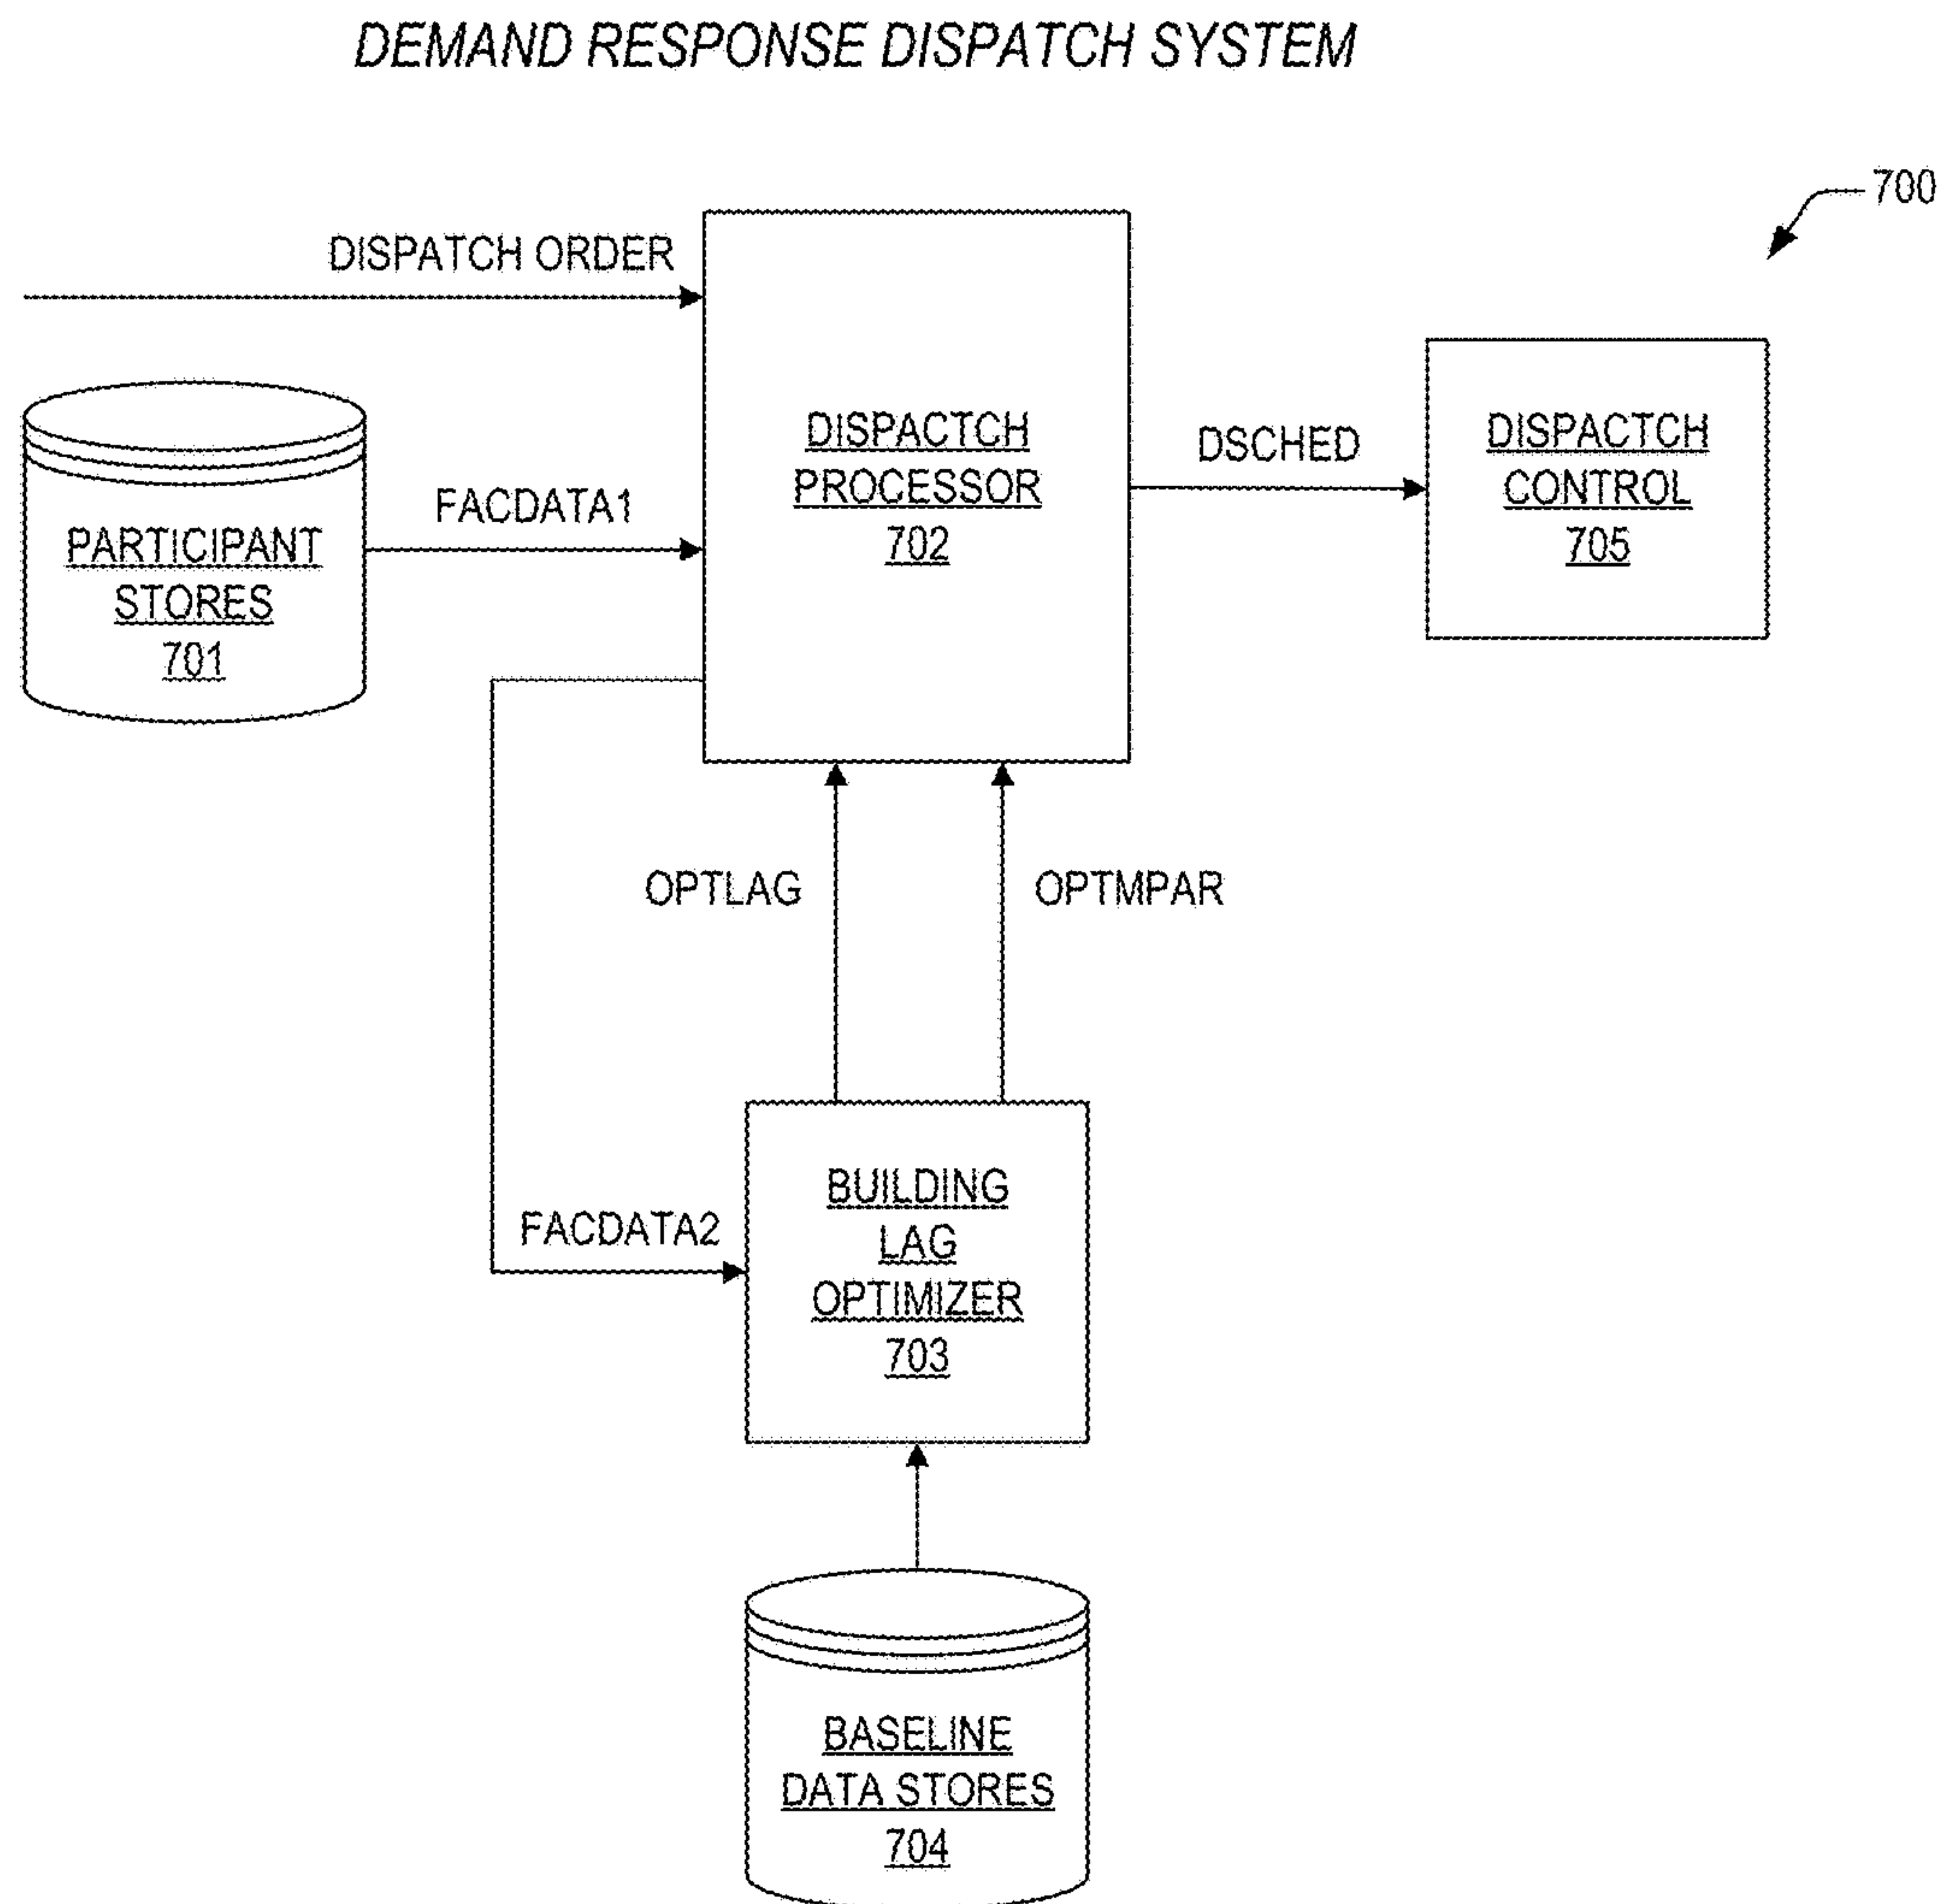 DEMAND RESPONSE DISPATCH SYSTEM
700
DISPATCH ORDER
PARTICIPANT
STORES
701
FACDATA1
DISPACTCH
PROCESSOR
702
DSCHED
DISPACTCH
CONTROL
705
OPTLAG
OPTMPAR
FACDATA2
BUILDING
LAG
OPTIMIZER
703
BASELINE
DATA STORES
704